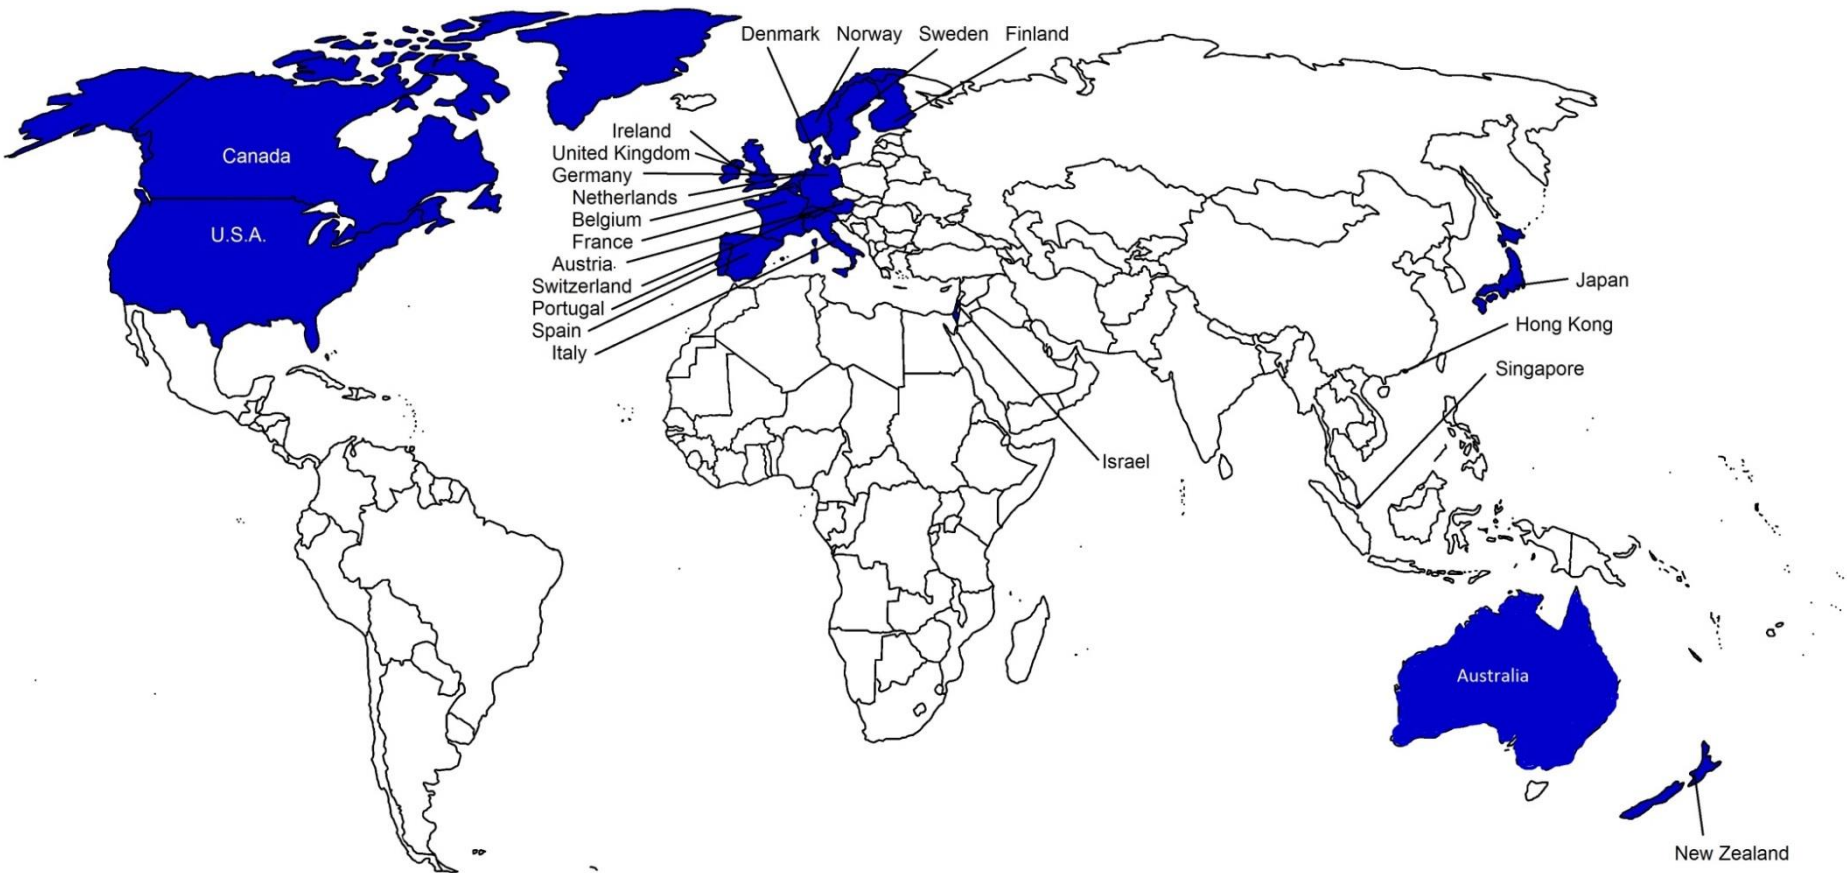 Denmark
Norway
Sweden
Finland
Ireland
United Kingdom
Germany
Netherlands
Belgium
France
Austria
Switzerland
Portugal
Spain
Italy
Canada
U.S.A.
Japan
Hong Kong
Singapore
Israel
Australia
New Zealand